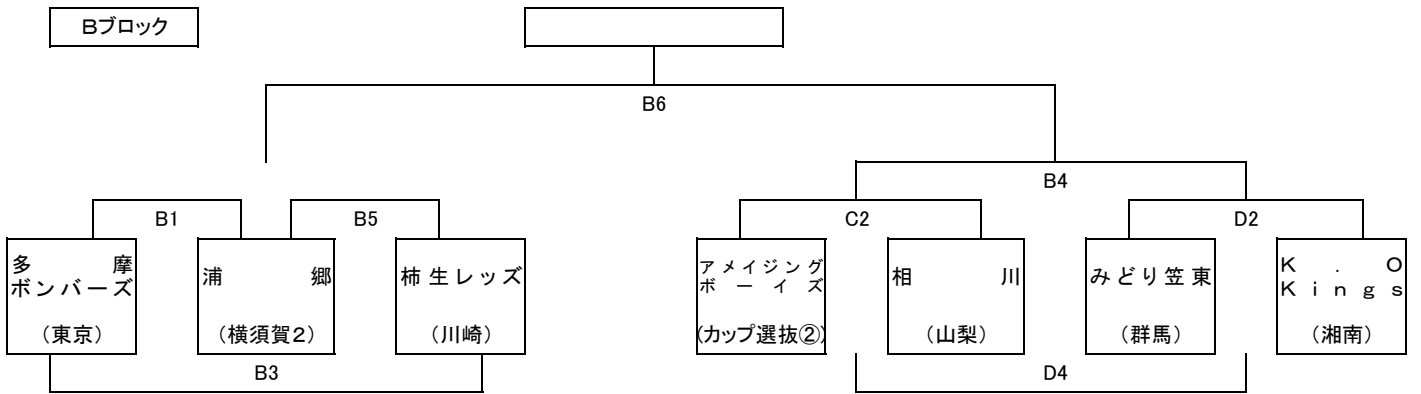 Bブロック
B6
B4
B1
B5
C2
D2
多摩
ボンバーズ
（東京）
浦郷
（横須賀2）
柿生レッズ
（川崎）
アメイジング
ボーイズ
（カップ選抜②）
相川
（山梨）
みどり笠東
（群馬）
K.O
Kings
（湘南）
B3
D4